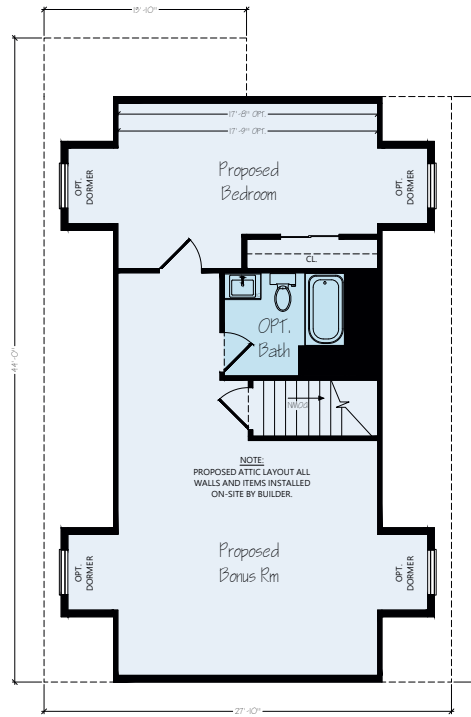 13'-10"
17'-8" OPT.
17'-9" OPT.
Proposed
Bedroom
OPT.
DORMER
OPT.
DORMER
CL.
OPT.
Bath
DOWN
44'-0"
NOTE:
PROPOSED ATTIC LAYOUT ALL
WALLS AND ITEMS INSTALLED
ON-SITE BY BUILDER.
Proposed
Bonus Rm
OPT.
DORMER
OPT.
DORMER
27'-10"